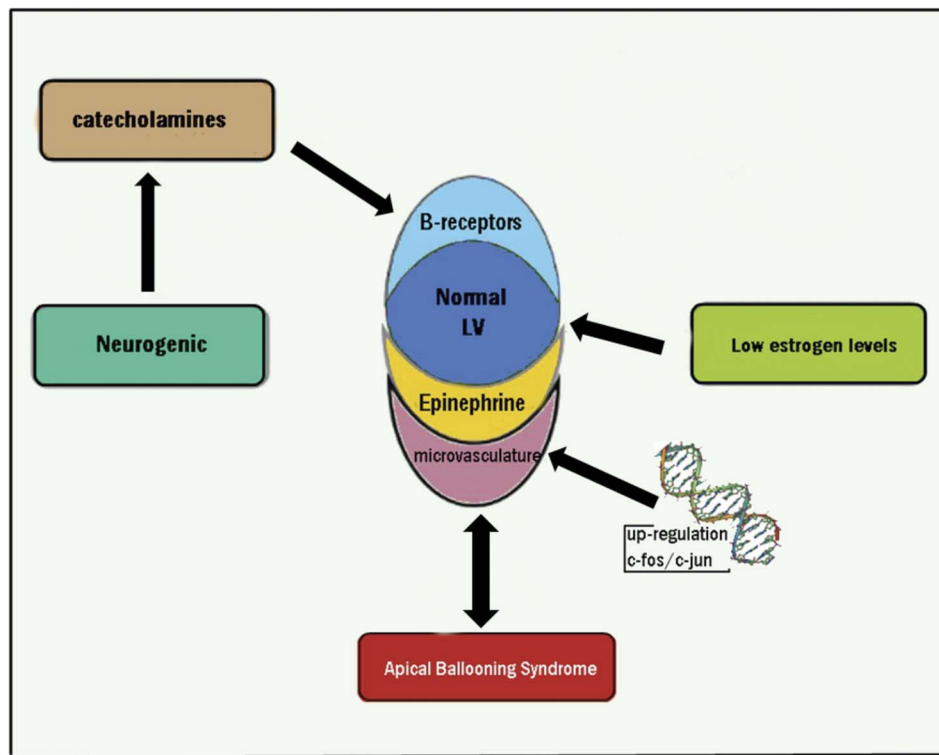 catecholamines
B-receptors
Normal
LV
Neurogenic
Low estrogen levels
Epinephrine
microvasculature
up-regulation
c-fos/c-jun
Apical Ballooning Syndrome